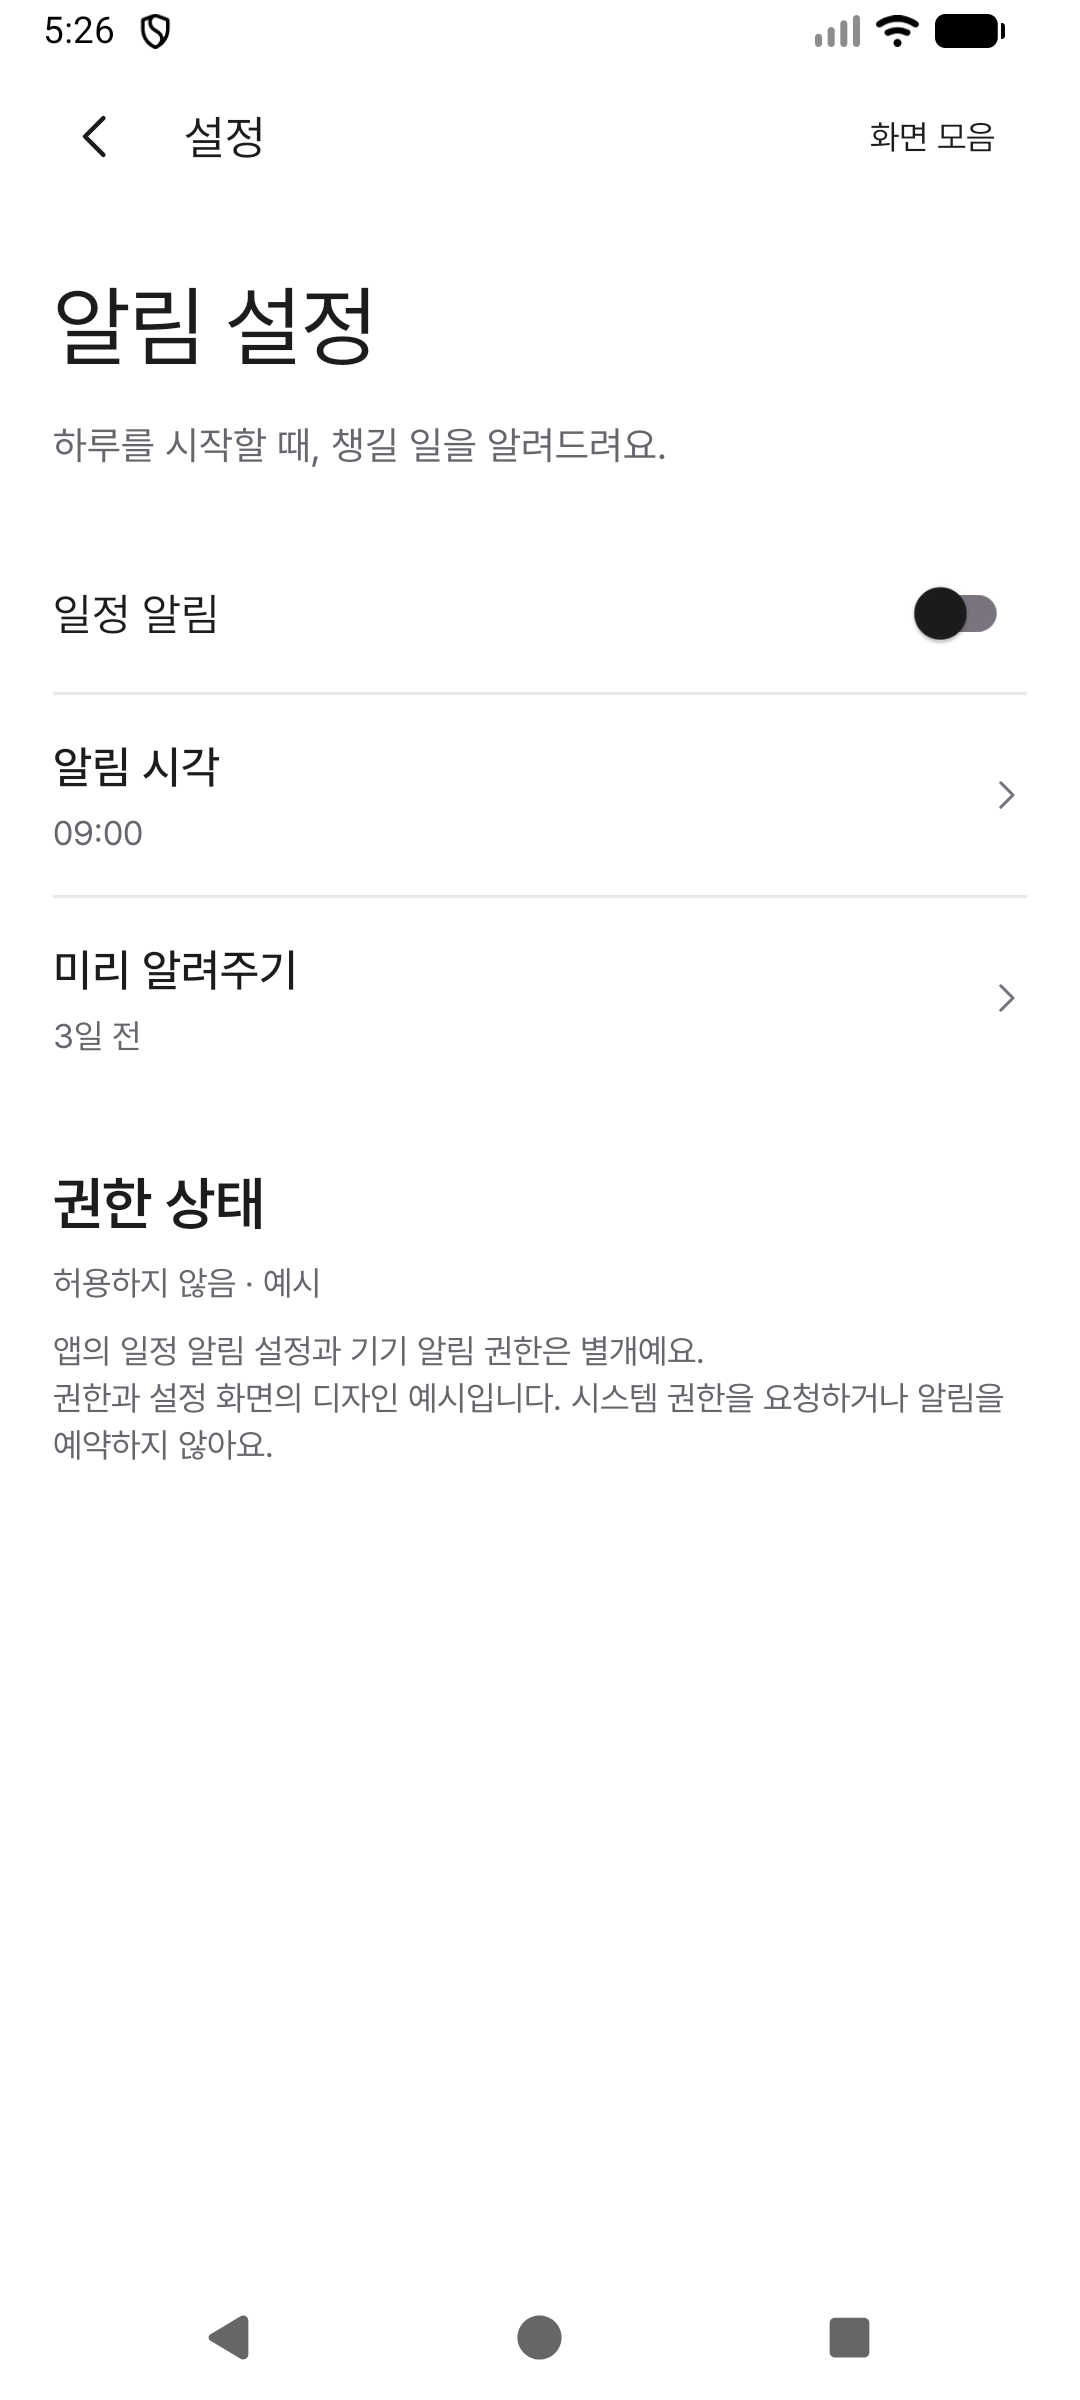 5:26
설정
화면 모음
알림 설정
하루를 시작할 때, 챙길 일을 알려드려요.
일정 알림
알림 시각
09:00
미리 알려주기
3일 전
권한 상태
허용하지 않음 · 예시
앱의 일정 알림 설정과 기기 알림 권한은 별개예요.
권한과 설정 화면의 디자인 예시입니다. 시스템 권한을 요청하거나 알림을
예약하지 않아요.